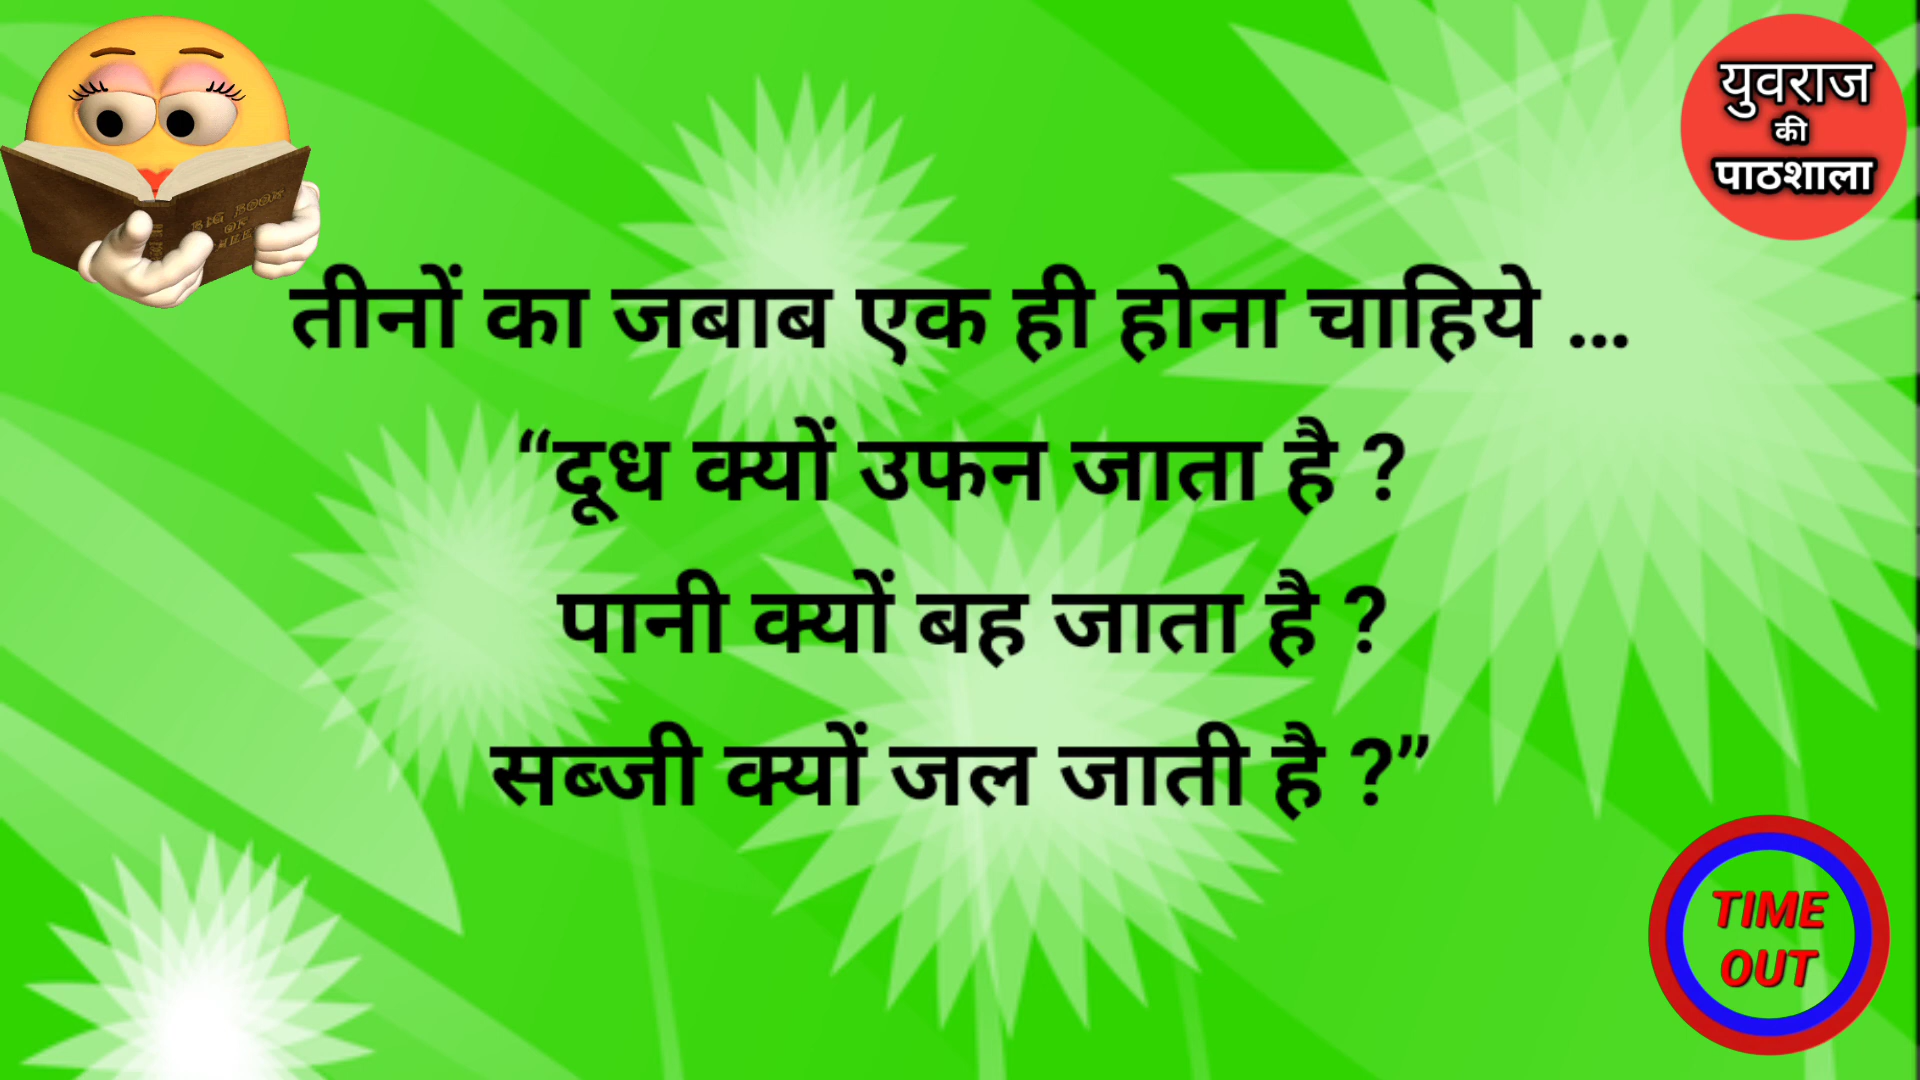 युवराज
की
पाठशाला
तीनों का जबाब एक ही होना चाहिये ...
“दूध क्यों उफन जाता है ?
पानी क्यों बह जाता है ?
सब्जी क्यों जल जाती है ?”
TIME
OUT